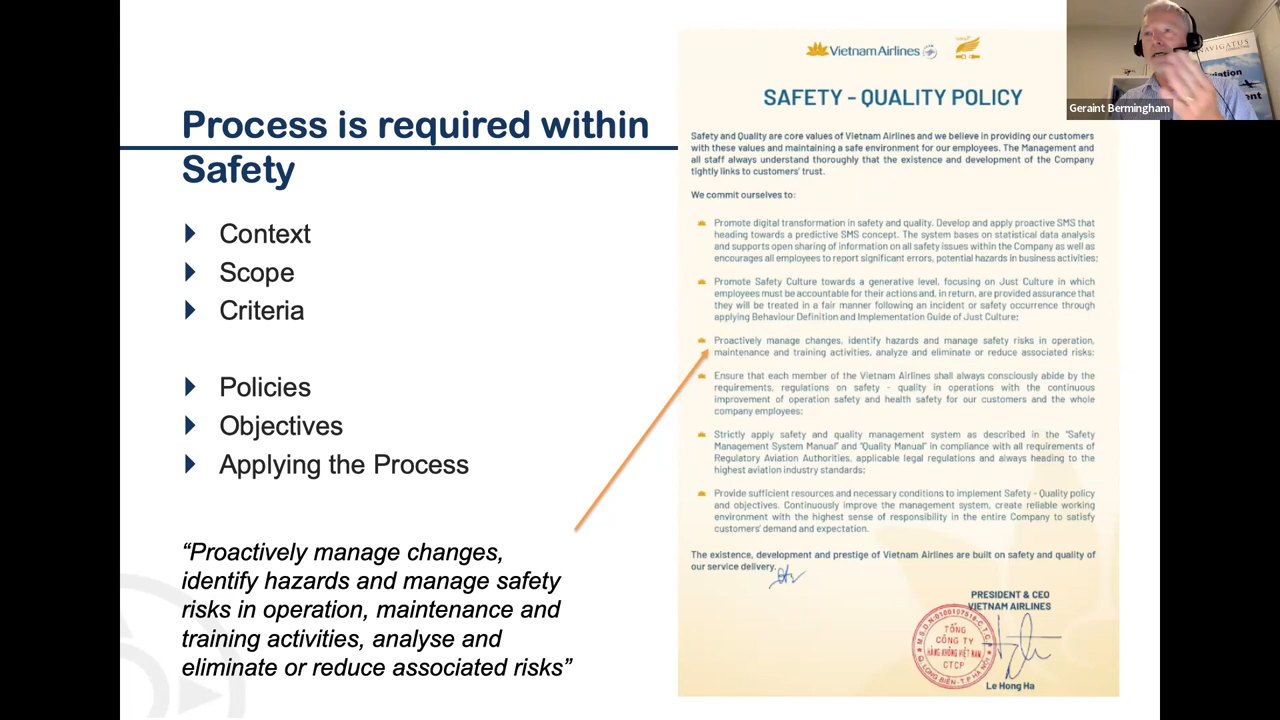 Process is required within
Safety
Context
Scope
Criteria
Policies
Objectives
Applying the Process
“Proactively manage changes,
identify hazards and manage safety
risks in operation, maintenance and
training activities, analyse and
eliminate or reduce associated risks”
Vietnam Airlines
SAFETY - QUALITY POLICY
Safety and Quality are core values of Vietnam Airlines and we believe in providing our customers
with these values and maintaining a safe environment for our employees. The Management and
all staff always understand thoroughly that the existence and development of the Company
tightly links to customers' trust.
We commit ourselves to:
Promote digital transformation in safety and quality. Develop and apply proactive SMS that
heading towards a predictive SMS concept. The system bases on statistical data analysis
and supports open sharing of information on all safety issues within the Company as well as
encourages all employees to report significant errors, potential hazards in business activities;
Promote Safety Culture towards a generative level, focusing on Just Culture in which
employees must be accountable for their actions and, in return, are provided assurance that
they will be treated in a fair manner following an incident or safety occurrence through
applying Behaviour Definition and Implementation Guide of Just Culture;
Proactively manage changes, identify hazards and manage safety risks in operation,
maintenance and training activities, analyze and eliminate or reduce associated risks;
Ensure that each member of the Vietnam Airlines shall always consciously abide by the
requirements, regulations on safety - quality in operations with the continuous
improvement of operation safety and health safety for our customers and the whole
company employees;
Strictly apply safety and quality management system as described in the "Safety
Management System Manual" and "Quality Manual" in compliance with all requirements of
Regulatory Aviation Authorities, applicable legal regulations and always heading to the
highest aviation industry standards;
Provide sufficient resources and necessary conditions to implement Safety - Quality policy
and objectives. Continuously improve the management system, create reliable working
environment with the highest sense of responsibility in the entire Company to satisfy
customers' demand and expectation.
The existence, development and prestige of Vietnam Airlines are built on safety and quality of
our service delivery.
PRESIDENT & CEO
VIETNAM AIRLINES
M.S.D.N:0100107518-C.T.C.P
TỔNG
CÔNG TY
HÀNG KHÔNG VIỆT NAM
CTCP
Q.LONG BIÊN-T.P HÀ NỘI
Le Hong Ha
NAVIGATUS
Geraint Bermingham